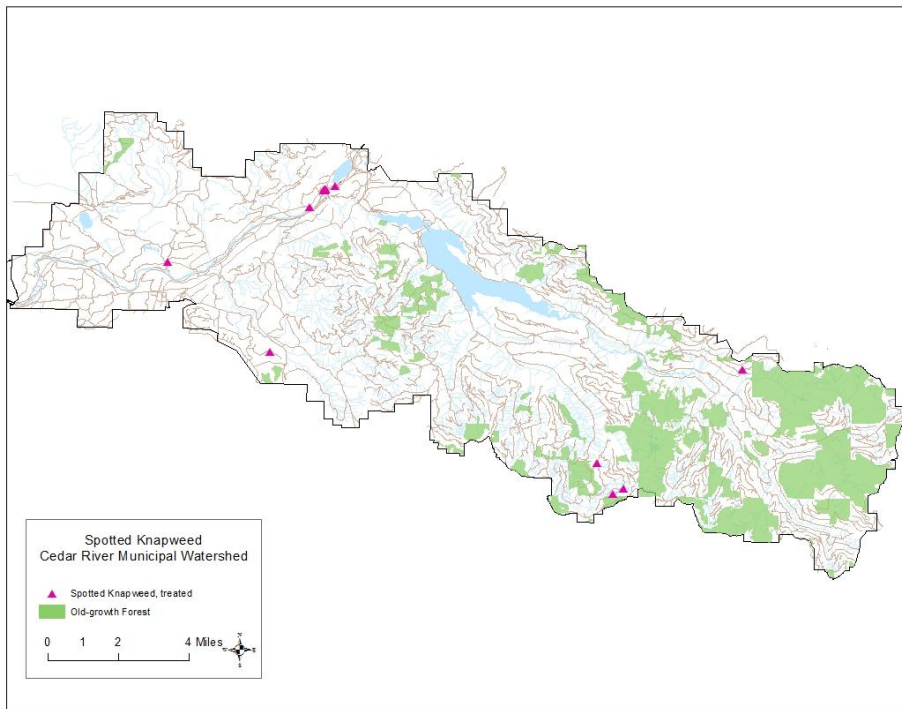 Spotted Knapweed
Cedar River Municipal Watershed
Spotted Knapweed, treated
Old-growth Forest
0 1 2 4 Miles